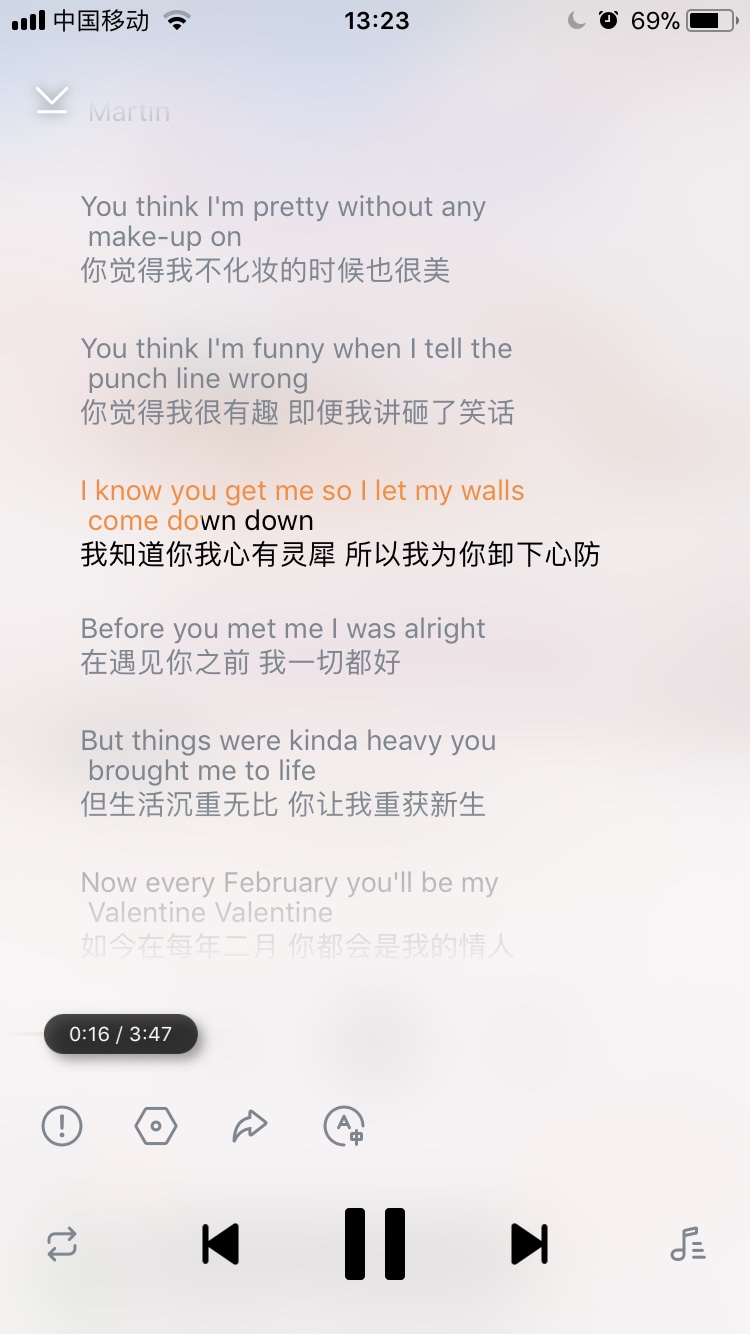 中国移动 13:23 69%
Martin
You think I'm pretty without any
make-up on
你觉得我不化妆的时候也很美
You think I'm funny when I tell the
punch line wrong
你觉得我很有趣 即便我讲砸了笑话
I know you get me so I let my walls
come down down
我知道你我心有灵犀 所以我为你卸下心防
Before you met me I was alright
在遇见你之前 我一切都好
But things were kinda heavy you
brought me to life
但生活沉重无比 你让我重获新生
Now every February you'll be my
Valentine Valentine
如今在每年二月 你都会是我的情人
0:16 / 3:47
A中